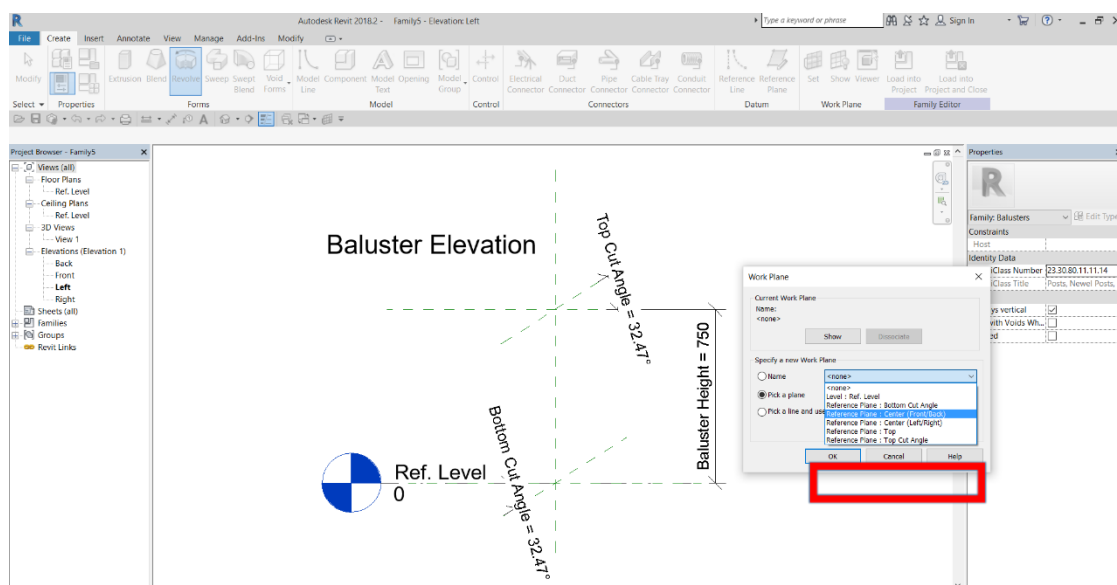 Autodesk Revit 2018.2 - Family5 - Elevation: Left
Type a keyword or phrase
Sign In
File Create Insert Annotate View Manage Add-Ins Modify
Modify Extrusion Blend Revolve Sweep Swept Blend Void Forms Model Line Component Model Text Opening Model Group Control Electrical Connector Duct Connector Pipe Connector Cable Tray Connector Conduit Connector Reference Line Reference Plane Set Show Viewer Load into Project Load into Project and Close
Select Properties Forms Model Control Connectors Datum Work Plane Family Editor
Project Browser - Family5
Views (all)
Floor Plans
Ref. Level
Ceiling Plans
Ref. Level
3D Views
View 1
Elevations (Elevation 1)
Back
Front
Left
Right
Sheets (all)
Families
Groups
Revit Links
Baluster Elevation
Top Cut Angle = 32.47°
Baluster Height = 750
Bottom Cut Angle = 32.47°
Ref. Level
0
Work Plane
Current Work Plane
Name:
<none>
Show Dissociate
Specify a new Work Plane
Name <none>
Pick a plane
Pick a line and use
<none>
Level : Ref. Level
Reference Plane : Bottom Cut Angle
Reference Plane : Center (Front/Back)
Reference Plane : Center (Left/Right)
Reference Plane : Top
Reference Plane : Top Cut Angle
OK Cancel Help
Properties
R
Family: Balusters Edit Type
Constraints
Host
Identity Data
iClass Number 23.30.80.11.11.14
iClass Title Posts, Newel Posts,
ys vertical
with Voids Wh...
ed